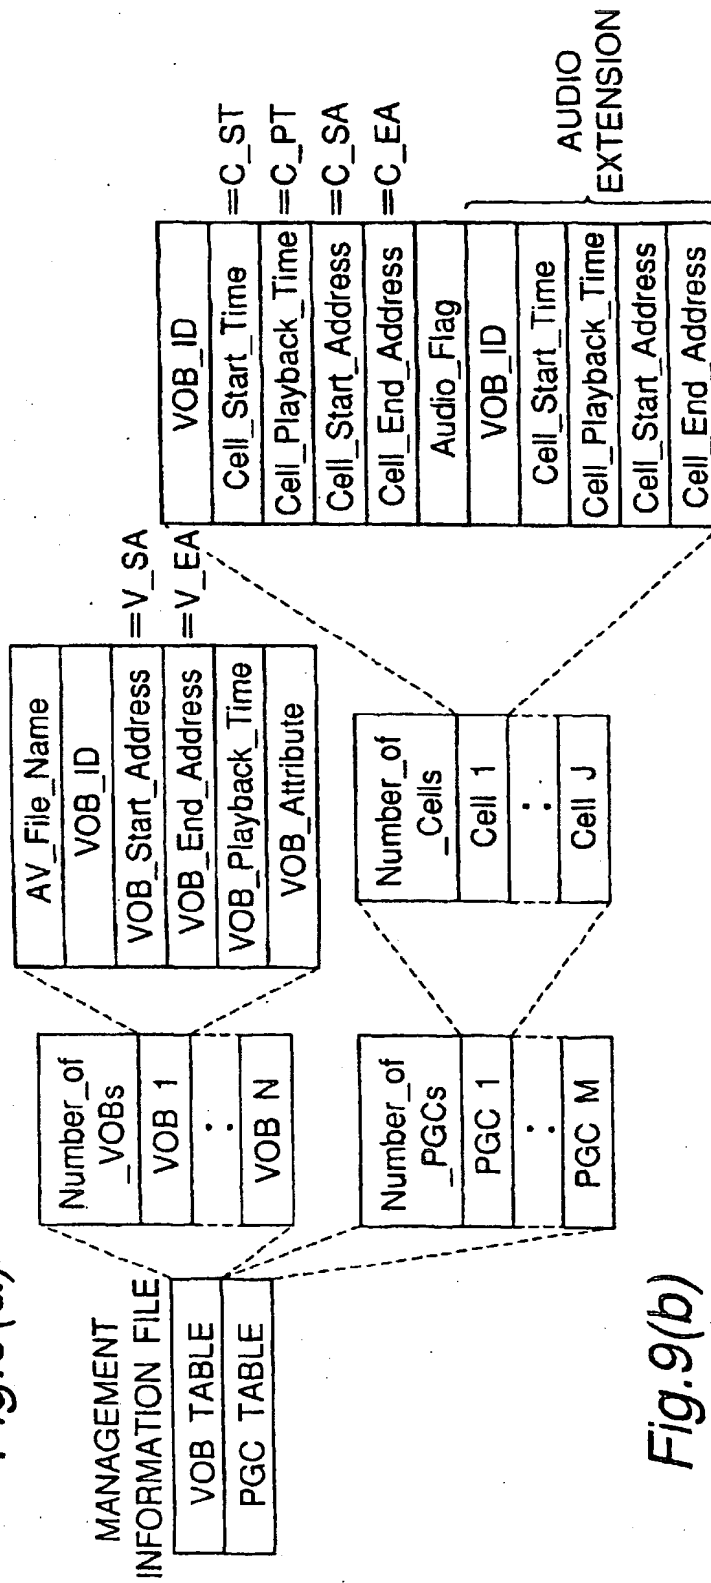 MANAGEMENT
INFORMATION FILE
VOB TABLE
PGC TABLE
Number_of
_VOBs
VOB 1
:
VOB N
AV_File_Name
VOB_ID
VOB_Start_Address
=V_SA
VOB_End_Address
=V_EA
VOB_Playback_Time
VOB_Attribute
Number_of
_PGCs
PGC 1
:
PGC M
Number_of
_Cells
Cell 1
:
Cell J
VOB_ID
Cell_Start_Time
=C_ST
Cell_Playback_Time
=C_PT
Cell_Start_Address
=C_SA
Cell_End_Address
=C_EA
Audio_Flag
VOB_ID
Cell_Start_Time
Cell_Playback_Time
Cell_Start_Address
Cell_End_Address
AUDIO
EXTENSION
Fig.9(b)